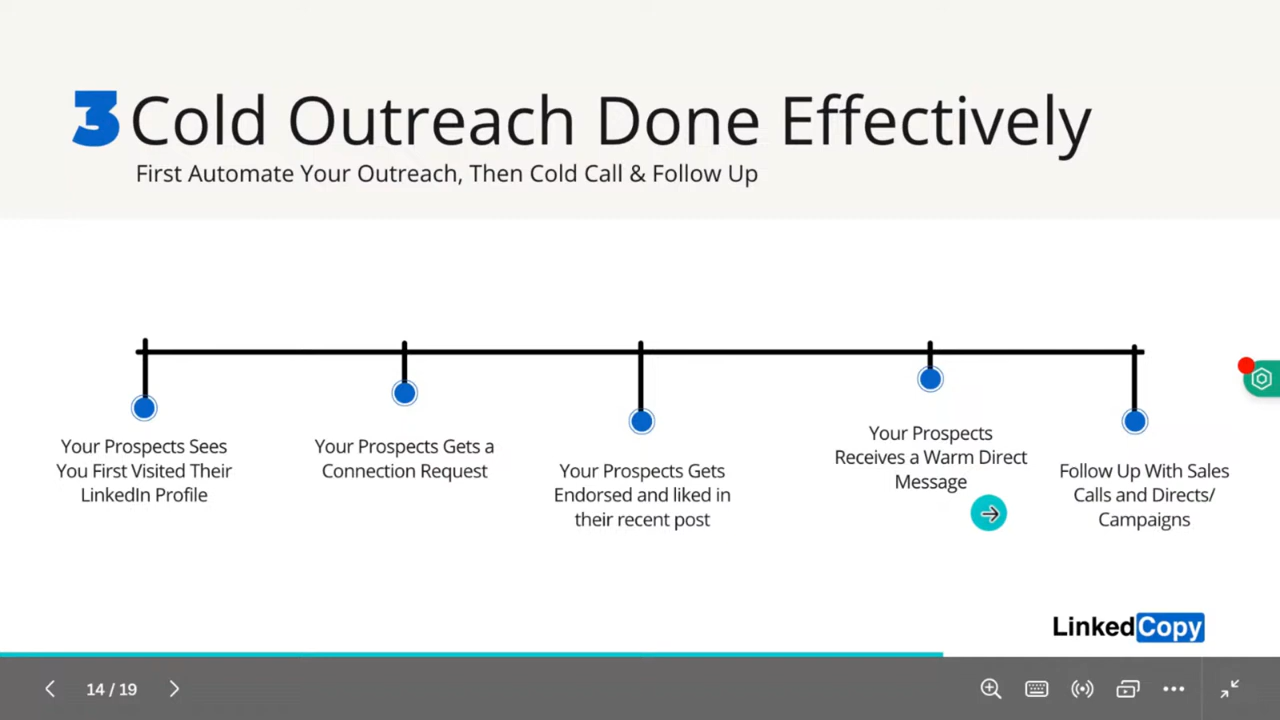 3 Cold Outreach Done Effectively
First Automate Your Outreach, Then Cold Call & Follow Up
Your Prospects Sees
You First Visited Their
LinkedIn Profile
Your Prospects Gets a
Connection Request
Your Prospects Gets
Endorsed and liked in
their recent post
Your Prospects
Receives a Warm Direct
Message
Follow Up With Sales
Calls and Directs/
Campaigns
LinkedCopy
14 / 19